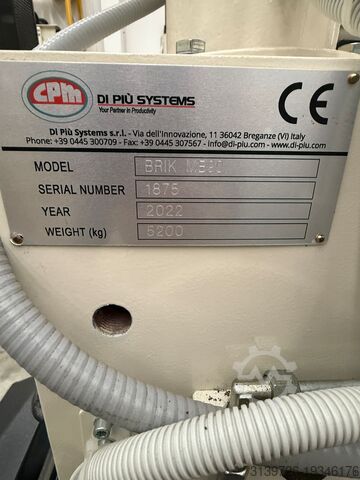 CPM DI PIÙ SYSTEMS
Your Partner in Productivity
CE
Di Più Systems s.r.l. - Via dell'Innovazione, 11 36042 Breganze (VI) Italy
Phone: +39 0445 300709 - Fax: +39 0445 307567 - info@di-piu.com - www.di-piu.com
MODEL BRIK
SERIAL NUMBER 1875
YEAR 2022
WEIGHT (kg) 5200